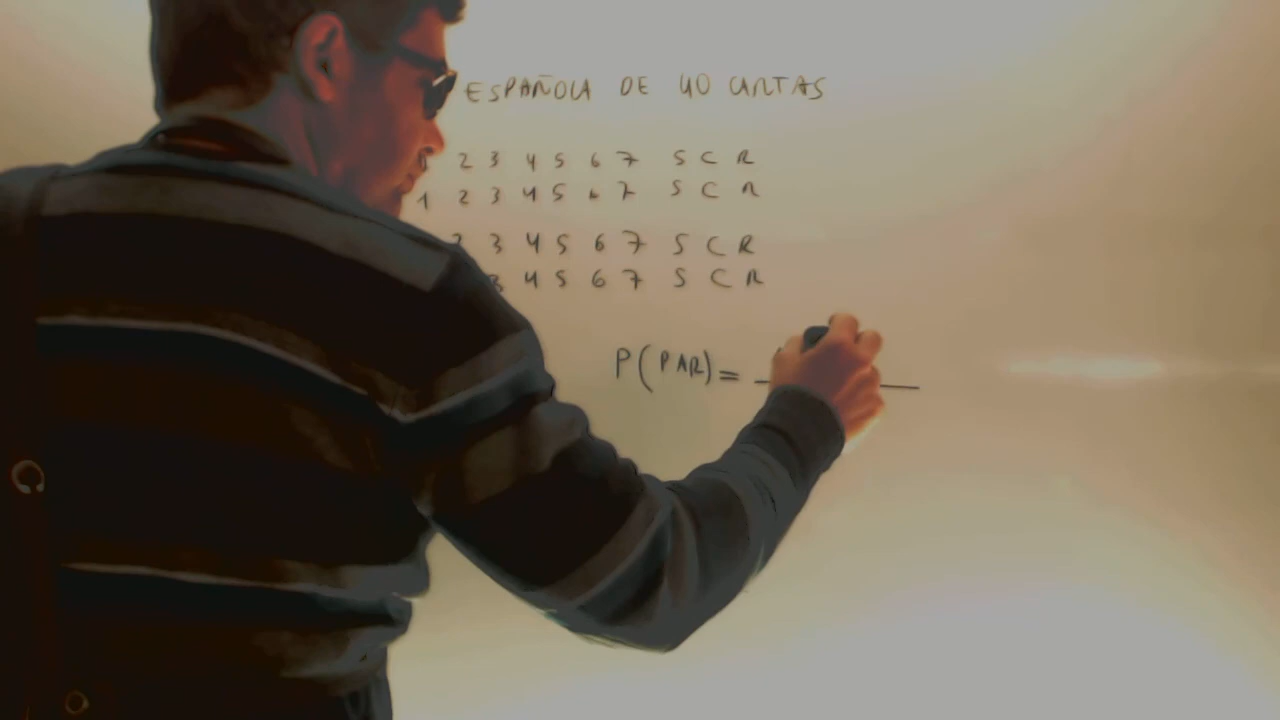 ESPAÑOLA DE 40 CARTAS
2 3 4 5 6 7 S C R
1 2 3 4 5 6 7 S C R
2 3 4 5 6 7 S C R
3 4 5 6 7 S C R
P(PAR)=